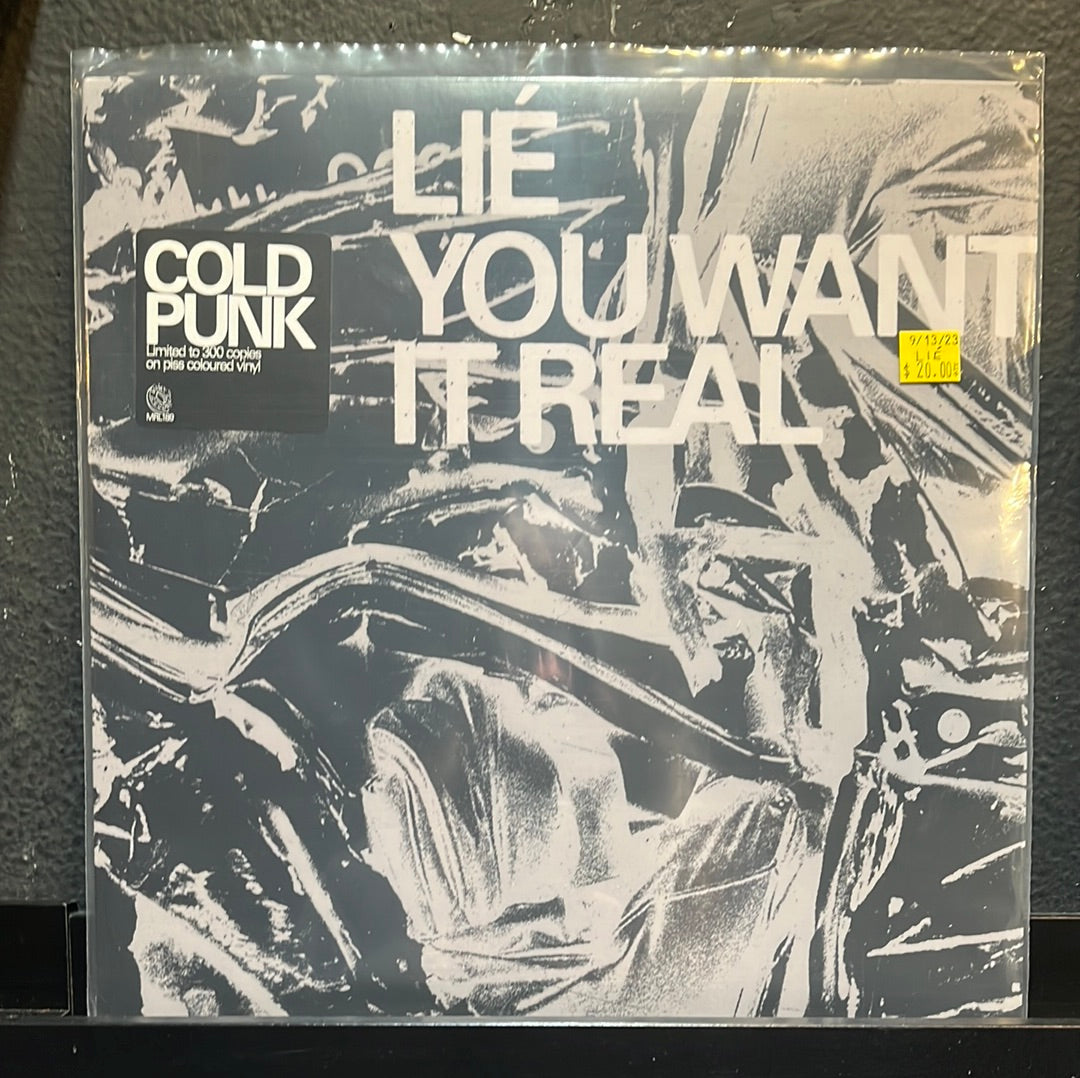 LIÉ
YOU WANT
IT REAL
COLD
PUNK
Limited to 300 copies
on piss coloured Vinyl
MRL189
9/13/23
LIE
$ 20.00